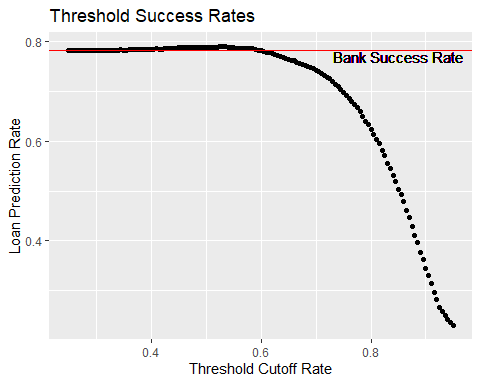 Threshold Success Rates
0.8
Bank Success Rate
0.6
0.4
Loan Prediction Rate
0.4 0.6 0.8
Threshold Cutoff Rate